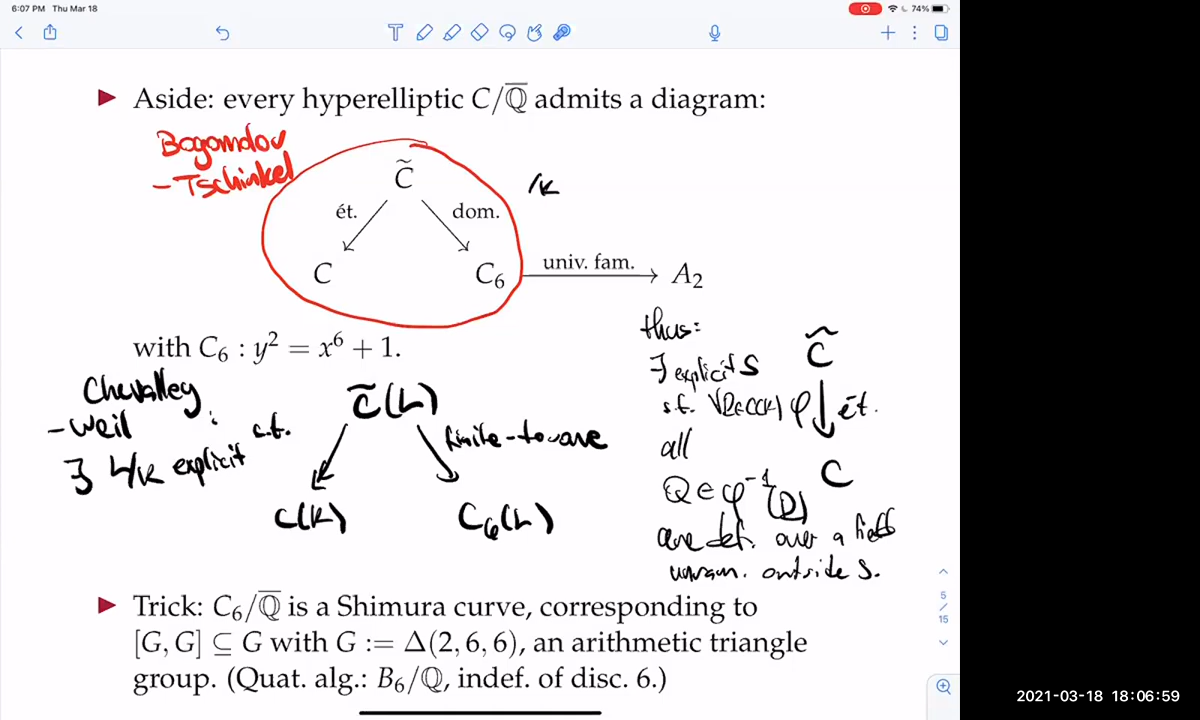 6:07 PM Thu Mar 18
74%
▶ Aside: every hyperelliptic C/ℚ̅ admits a diagram:
Bogomolov
- Tschinkel
C̃
/K
ét.
dom.
C
C₆
univ. fam.
A₂
with C₆ : y² = x⁶ + 1.
Chevalley
- Weil :
∃ L/K explicit s.t.
C̃(L)
finite-to-one
C(K)
C₆(L)
thus:
∃ explicit S
s.t. ∀P∈C(K)
all
Q ∈ φ⁻¹(P)
are def. over a field
unram. outside S.
C̃
φ ↓ ét.
C
▶ Trick: C₆/ℚ̅ is a Shimura curve, corresponding to
[G, G] ⊆ G with G := Δ(2, 6, 6), an arithmetic triangle
group. (Quat. alg.: B₆/ℚ, indef. of disc. 6.)
5
/
15
2021-03-18 18:06:59